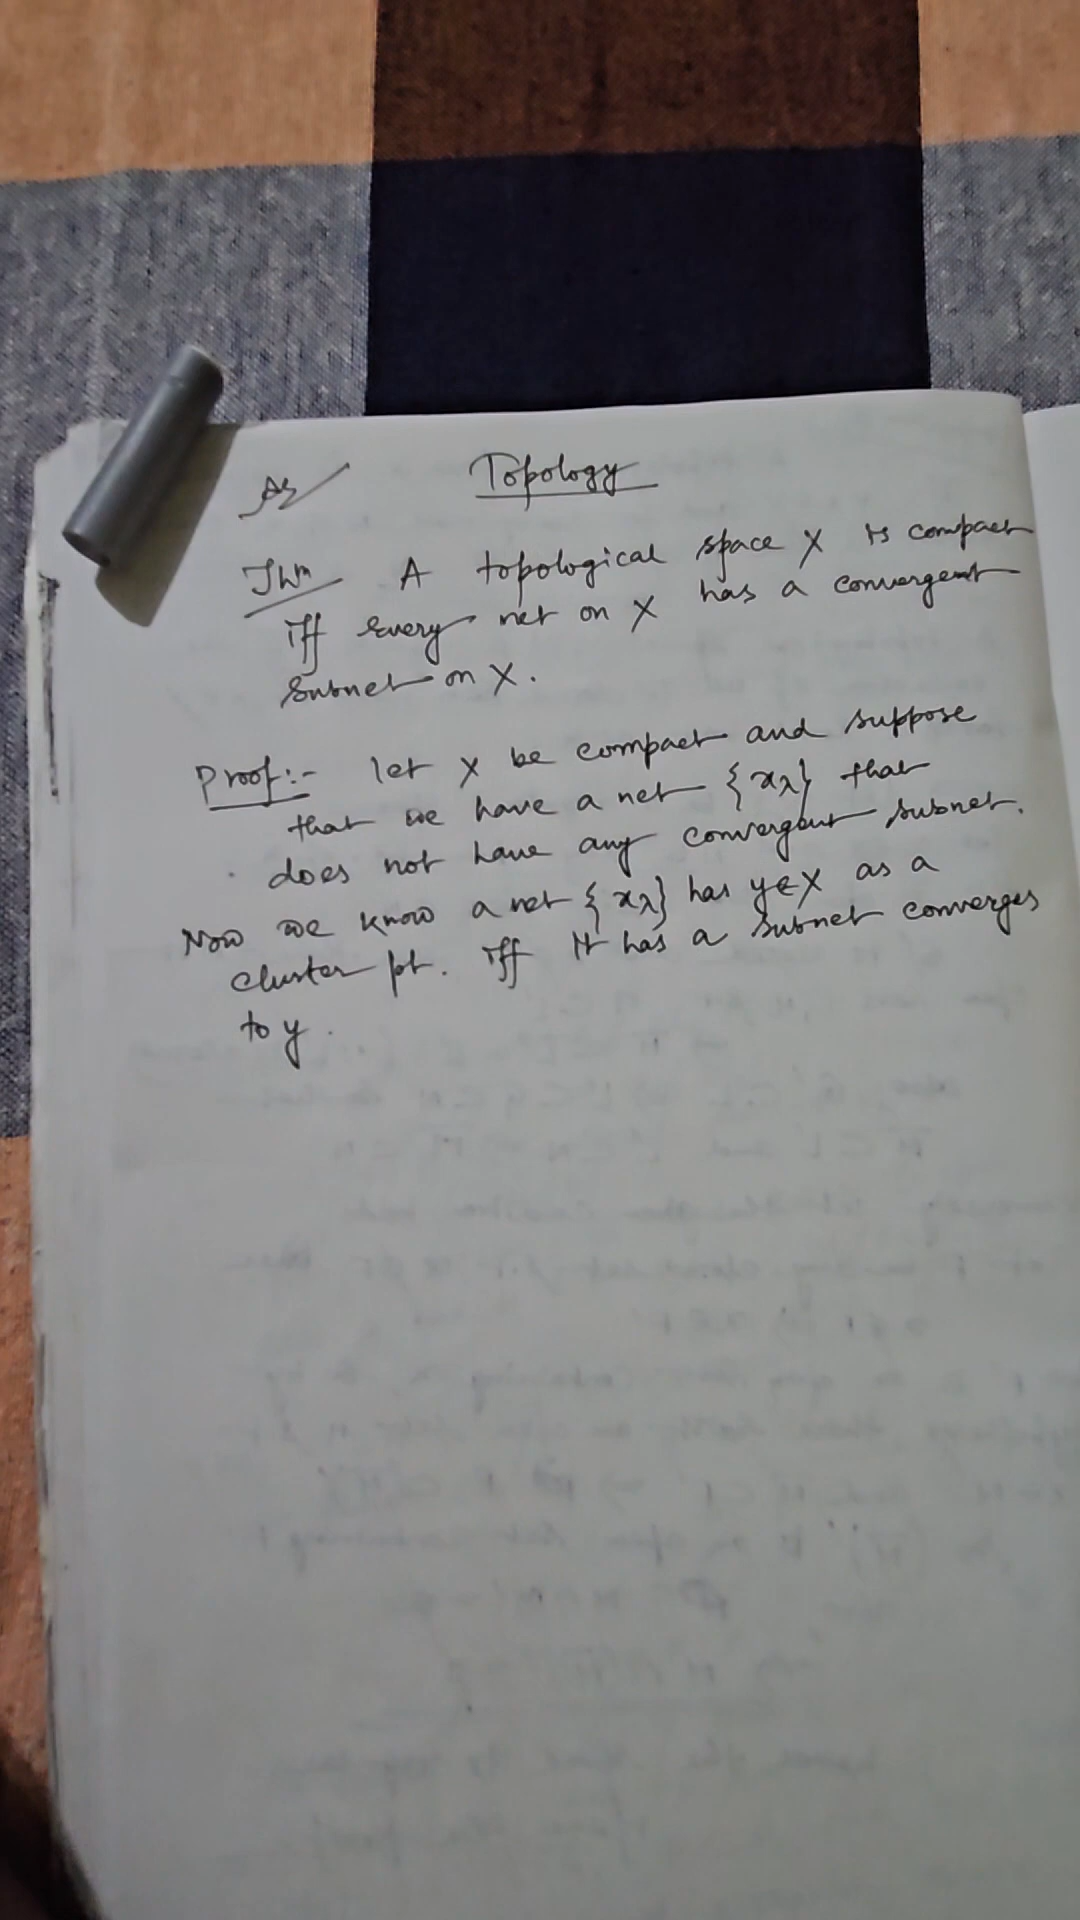 Topology
Thm A topological space X is compact
iff every net on X has a convergent
subnet on X.
Proof:- let X be compact and suppose
that we have a net {xλ} that
does not have any convergent subnet.
Now we know a net {xλ} has y∈X as a
cluster pt. iff it has a subnet converges
to y.